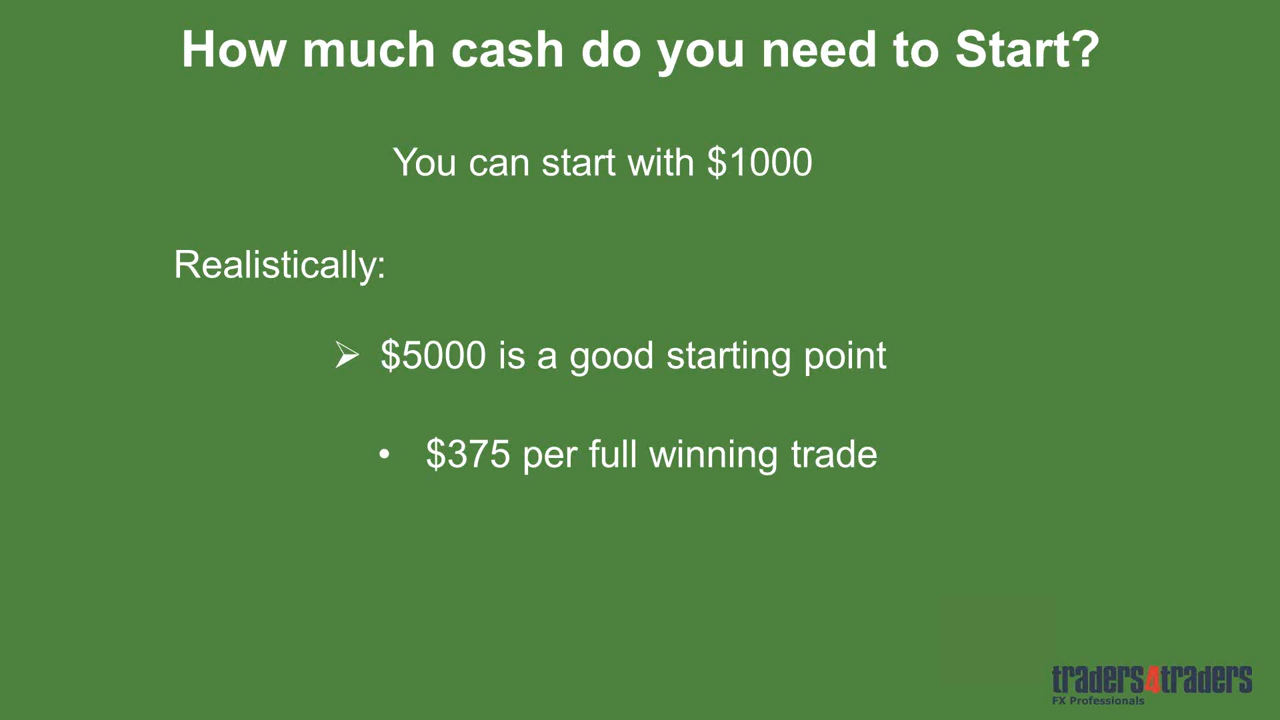 How much cash do you need to Start?
You can start with $1000
Realistically:
➢ $5000 is a good starting point
• $375 per full winning trade
traders4traders
FX Professionals